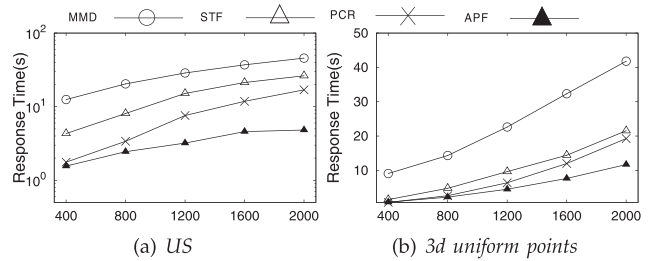 MMD STF PCR APF
Response Time(s)
10^2
10^1
10^0
400 800 1200 1600 2000
(a) US
Response Time(s)
50
40
30
20
10
400 800 1200 1600 2000
(b) 3d uniform points